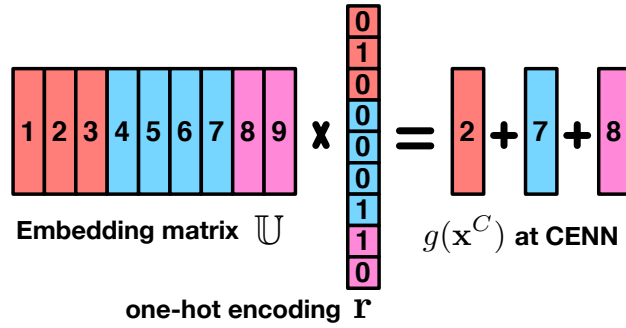 1 2 3 4 5 6 7 8 9
×
0
1
0
0
0
0
1
1
0
= 2 + 7 + 8
Embedding matrix 𝕌
g(𝐱^C) at CENN
one-hot encoding 𝐫